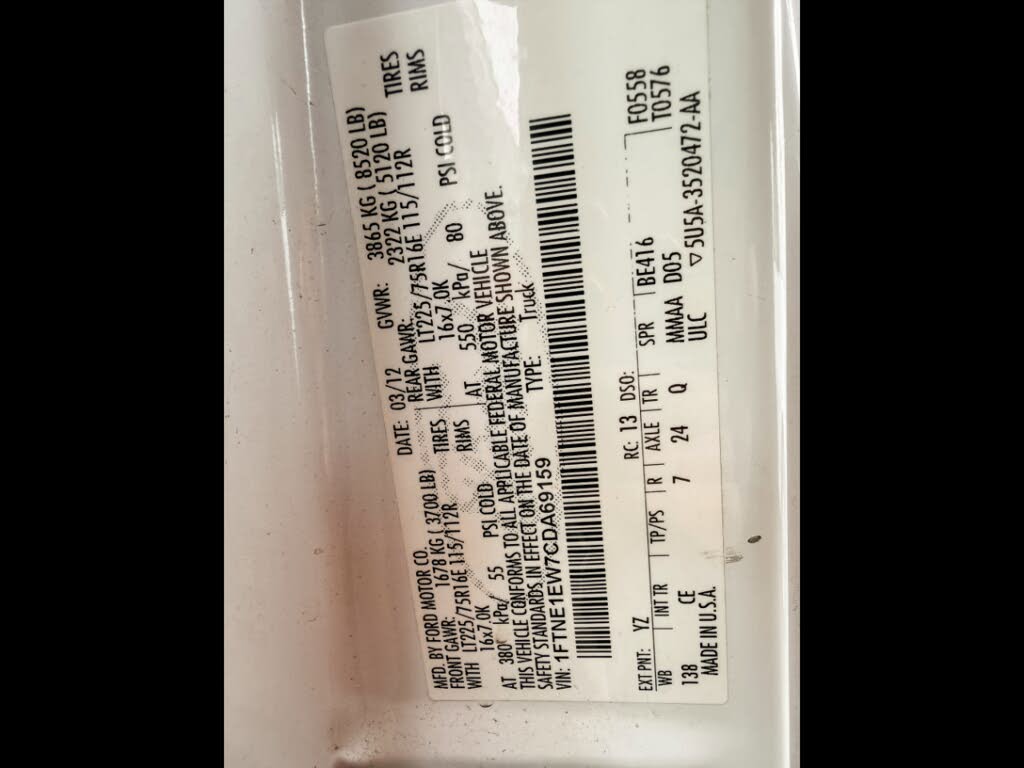 MFD. BY FORD MOTOR CO. DATE: 03/12 GVWR: 3865 KG ( 8520 LB)
FRONT GAWR: 1678 KG ( 3700 LB) REAR GAWR: 2322 KG ( 5120 LB)
WITH LT225/75R16E 115/112R TIRES WITH LT225/75R16E 115/112R TIRES
16x7.0K RIMS 16x7.0K RIMS
AT 380 kPa/ 55 PSI COLD AT 550 kPa/ 80 PSI COLD
THIS VEHICLE CONFORMS TO ALL APPLICABLE FEDERAL MOTOR VEHICLE
SAFETY STANDARDS IN EFFECT ON THE DATE OF MANUFACTURE SHOWN ABOVE.
VIN: 1FTNE1EW7CDA69159 TYPE: Truck
F0558
EXT PNT: YZ RC: 13 DSO: T0576
WB INT TR TP/PS R AXLE TR SPR BE416
138 CE 7 24 Q MMAA D05
ULC
MADE IN U.S.A. ▽5U5A-3520472-AA